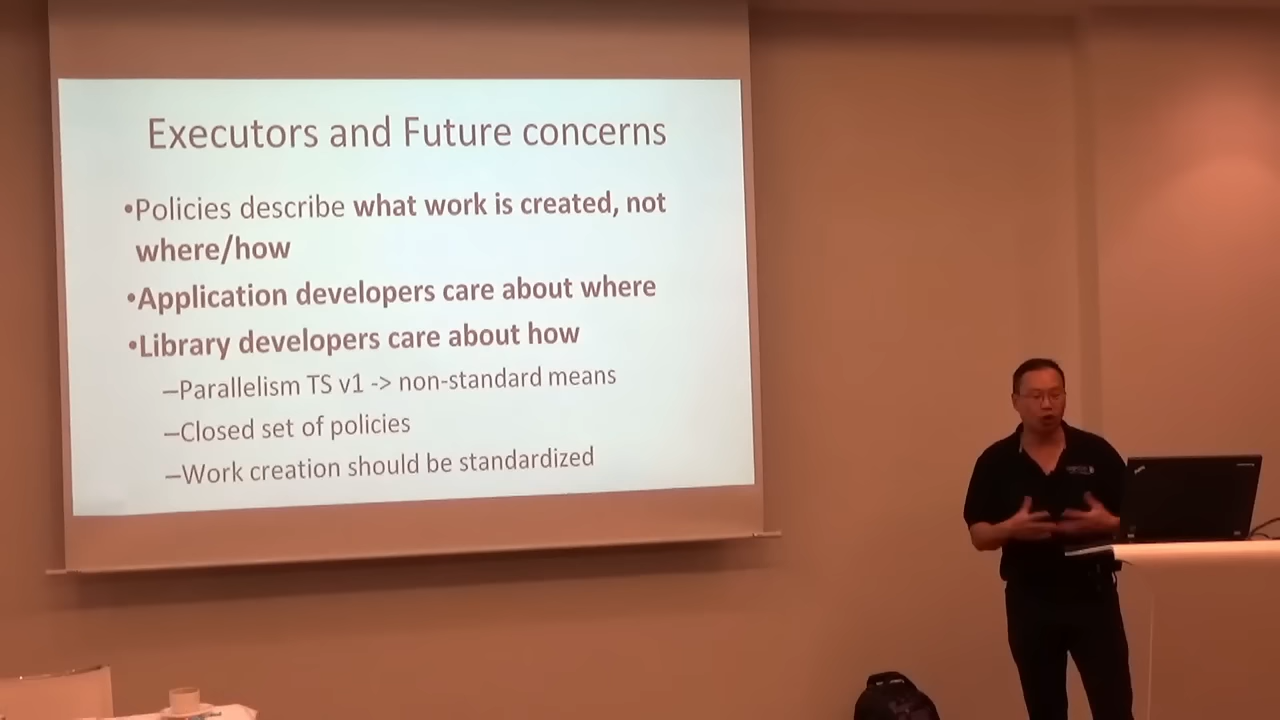 Executors and Future concerns
•Policies describe what work is created, not
where/how
•Application developers care about where
•Library developers care about how
–Parallelism TS v1 -> non-standard means
–Closed set of policies
–Work creation should be standardized